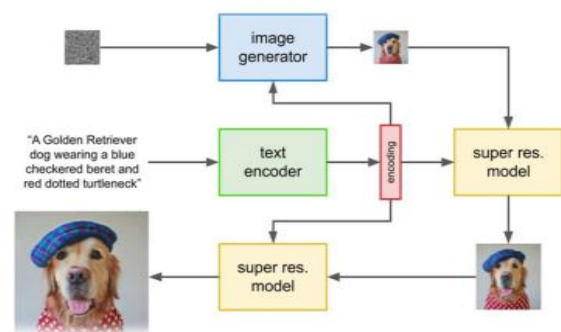 image
generator
"A Golden Retriever
dog wearing a blue
checkered beret and
red dotted turtleneck"
text
encoder
encoding
super res.
model
super res.
model